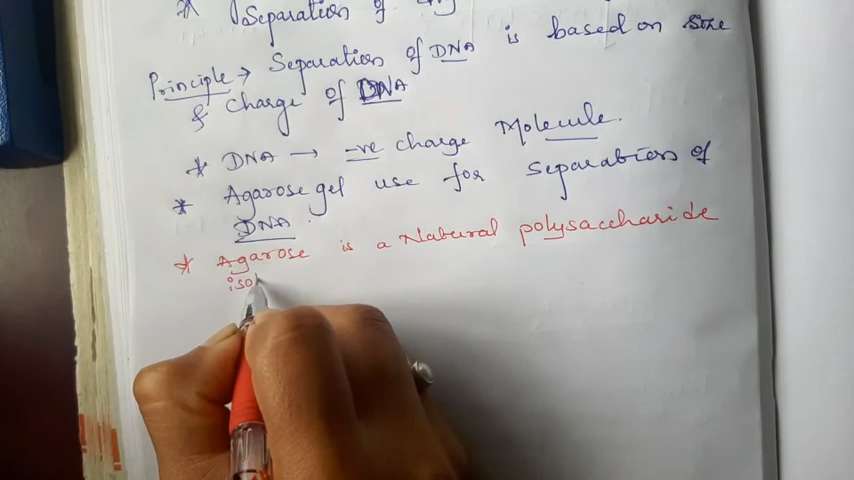 * Separation of
Principle → Separation of DNA is based on Size
& charge of DNA
* DNA → -ve charge Molecule.
* Agarose gel use for separation of
DNA.
* Agarose is a Natural polysaccharide
isol